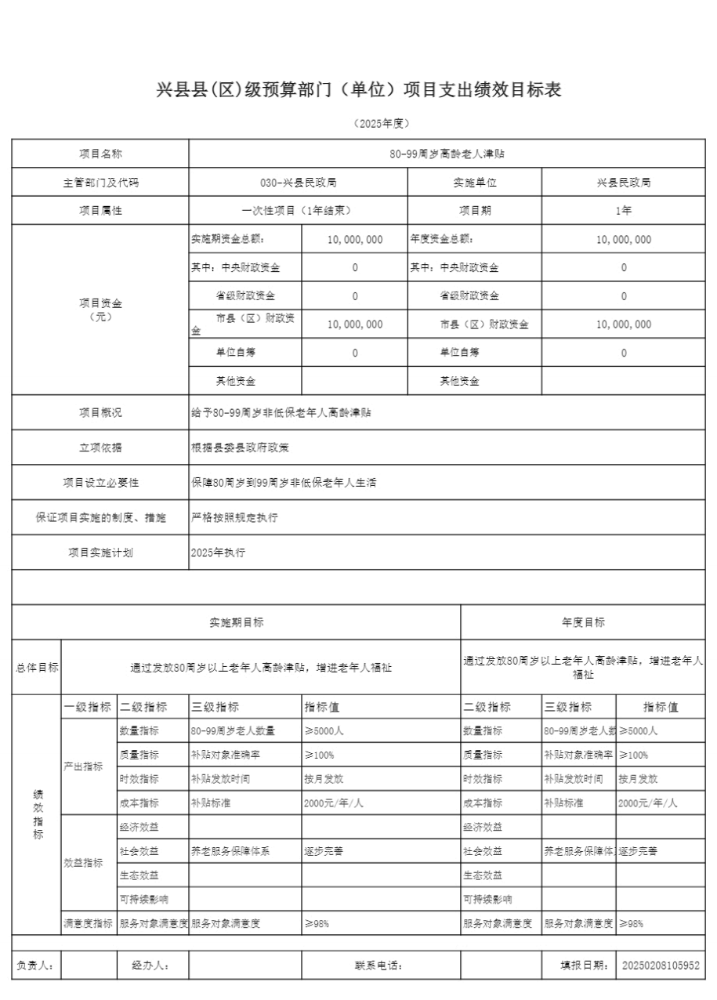 兴县县(区)级预算部门（单位）项目支出绩效目标表
（2025年度）
项目名称 80-99周岁高龄老人津贴
主管部门及代码 030-兴县民政局 实施单位 兴县民政局
项目属性 一次性项目（1年结束） 项目期 1年
项目资金
（元）
实施期资金总额: 10,000,000 年度资金总额: 10,000,000
其中: 中央财政资金 0 其中: 中央财政资金 0
省级财政资金 0 省级财政资金 0
市县（区）财政资
金 10,000,000 市县（区）财政资金 10,000,000
单位自筹 0 单位自筹 0
其他资金 其他资金
项目概况 给予80-99周岁非低保老年人高龄津贴
立项依据 根据县委县政府政策
项目设立必要性 保障80周岁到99周岁非低保老年人生活
保证项目实施的制度、措施 严格按照规定执行
项目实施计划 2025年执行
实施期目标 年度目标
总体目标 通过发放80周岁以上老年人高龄津贴，增进老年人福祉 通过发放80周岁以上老年人高龄津贴，增进老年人
福祉
绩
效
指
标
一级指标 二级指标 三级指标 指标值 二级指标 三级指标 指标值
产出指标
数量指标 80-99周岁老人数量 ≥5000人 数量指标 80-99周岁老人数 ≥5000人
质量指标 补贴对象准确率 ≥100% 质量指标 补贴对象准确率 ≥100%
时效指标 补贴发放时间 按月发放 时效指标 补贴发放时间 按月发放
成本指标 补贴标准 2000元/年/人 成本指标 补贴标准 2000元/年/人
效益指标
经济效益 经济效益
社会效益 养老服务保障体系 逐步完善 社会效益 养老服务保障体 逐步完善
生态效益 生态效益
可持续影响 可持续影响
满意度指标 服务对象满意度 服务对象满意度 ≥98% 服务对象满意度 服务对象满意度 ≥98%
负责人: 经办人: 联系电话: 填报日期: 20250208105952